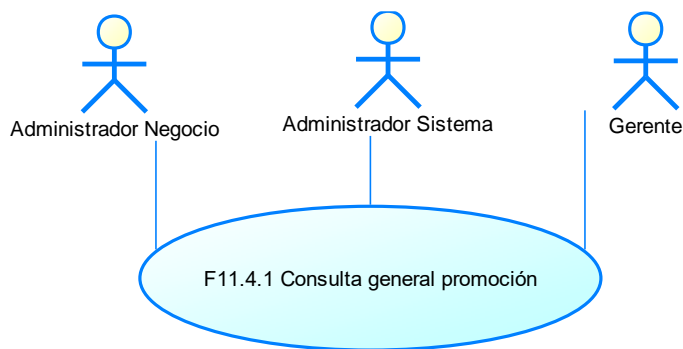 Administrador Negocio
Administrador Sistema
Gerente
F11.4.1 Consulta general promoción